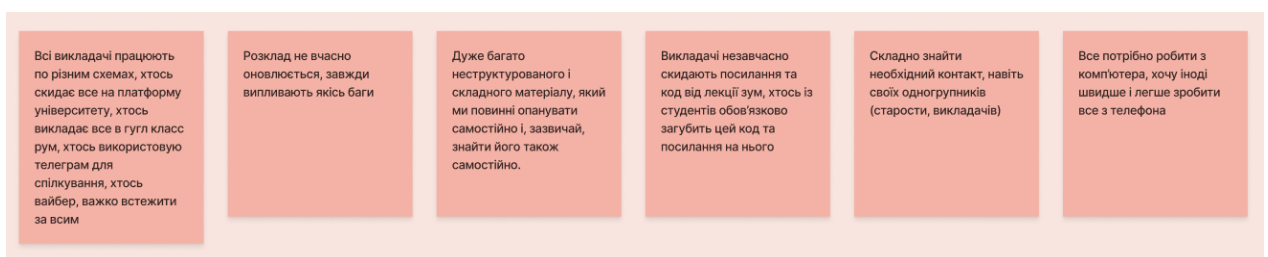 Всі викладачі працюють
по різним схемах, хтось
скидає все на платформу
університету, хтось
викладає все в гугл класс
рум, хтось використовую
телеграм для
спілкування, хтось
вайбер, важко встежити
за всим
Розклад не вчасно
оновлюється, завжди
випливають якісь баги
Дуже багато
неструктурованого і
складного матеріалу, який
ми повинні опанувати
самостійно і, зазвичай,
знайти його також
самостійно.
Викладачі незавчасно
скидають посилання та
код від лекції зум, хтось із
студентів обов'язково
загубить цей код та
посилання на нього
Складно знайти
необхідний контакт, навіть
своїх одногрупників
(старости, викладачів)
Все потрібно робити з
комп'ютера, хочу іноді
швидше і легше зробити
все з телефона